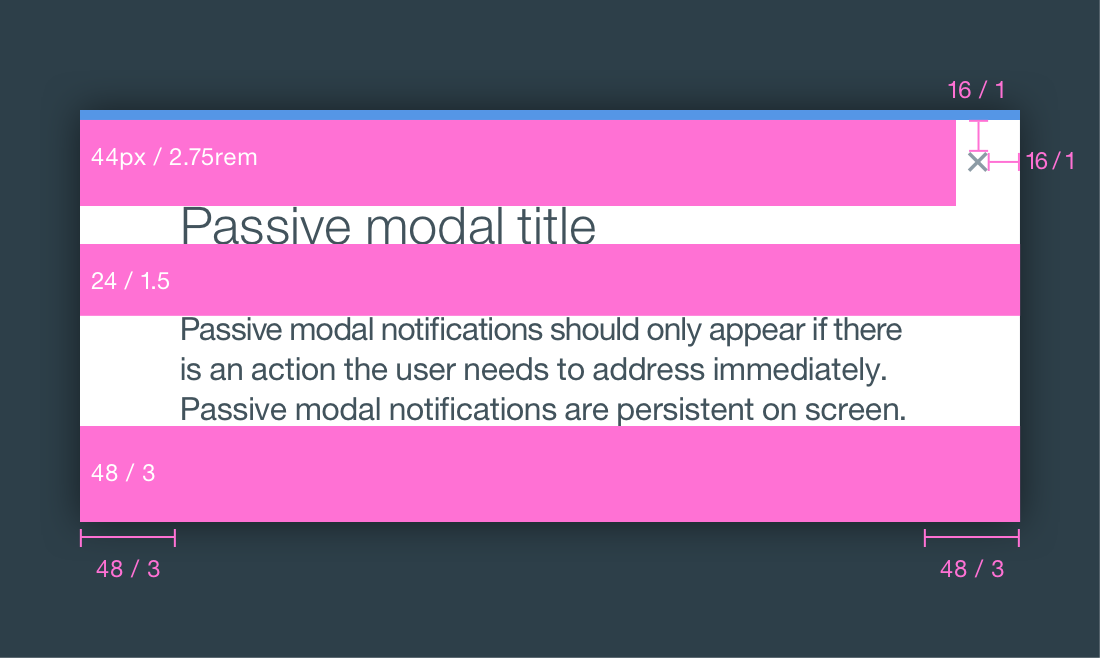 16 / 1
44px / 2.75rem
16 / 1
Passive modal title
24 / 1.5
Passive modal notifications should only appear if there
is an action the user needs to address immediately.
Passive modal notifications are persistent on screen.
48 / 3
48 / 3
48 / 3